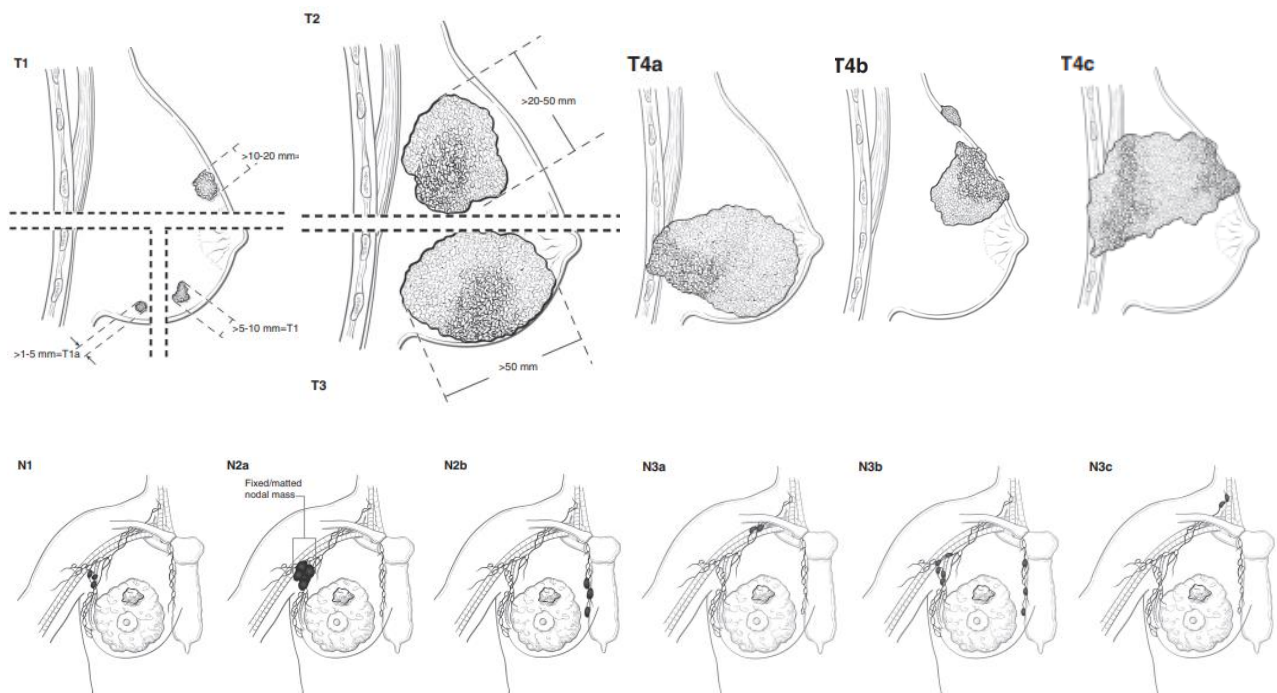 T1
>10-20 mm=
>5-10 mm=T1
>1-5 mm=T1a
T2
>20-50 mm
>50 mm
T3
T4a
T4b
T4c
N1
N2a
Fixed/matted
nodal mass
N2b
N3a
N3b
N3c